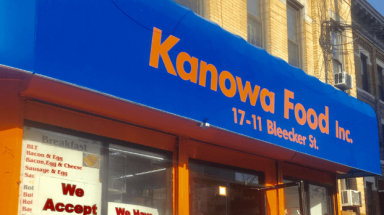 Kanowa Food Inc.
17-11 Bleecker St.
Breakfast
BLT
Bacon & Egg
Bacon, Egg & Cheese
Sausage & Egg
We
Accept
We Have